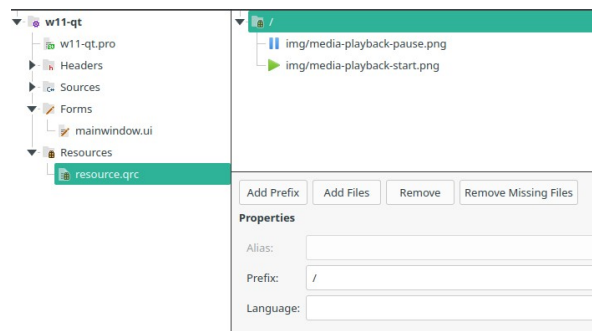 w11-qt
w11-qt.pro
Headers
Sources
Forms
mainwindow.ui
Resources
resource.qrc
/
img/media-playback-pause.png
img/media-playback-start.png
Add Prefix
Add Files
Remove
Remove Missing Files
Properties
Alias:
Prefix: /
Language: